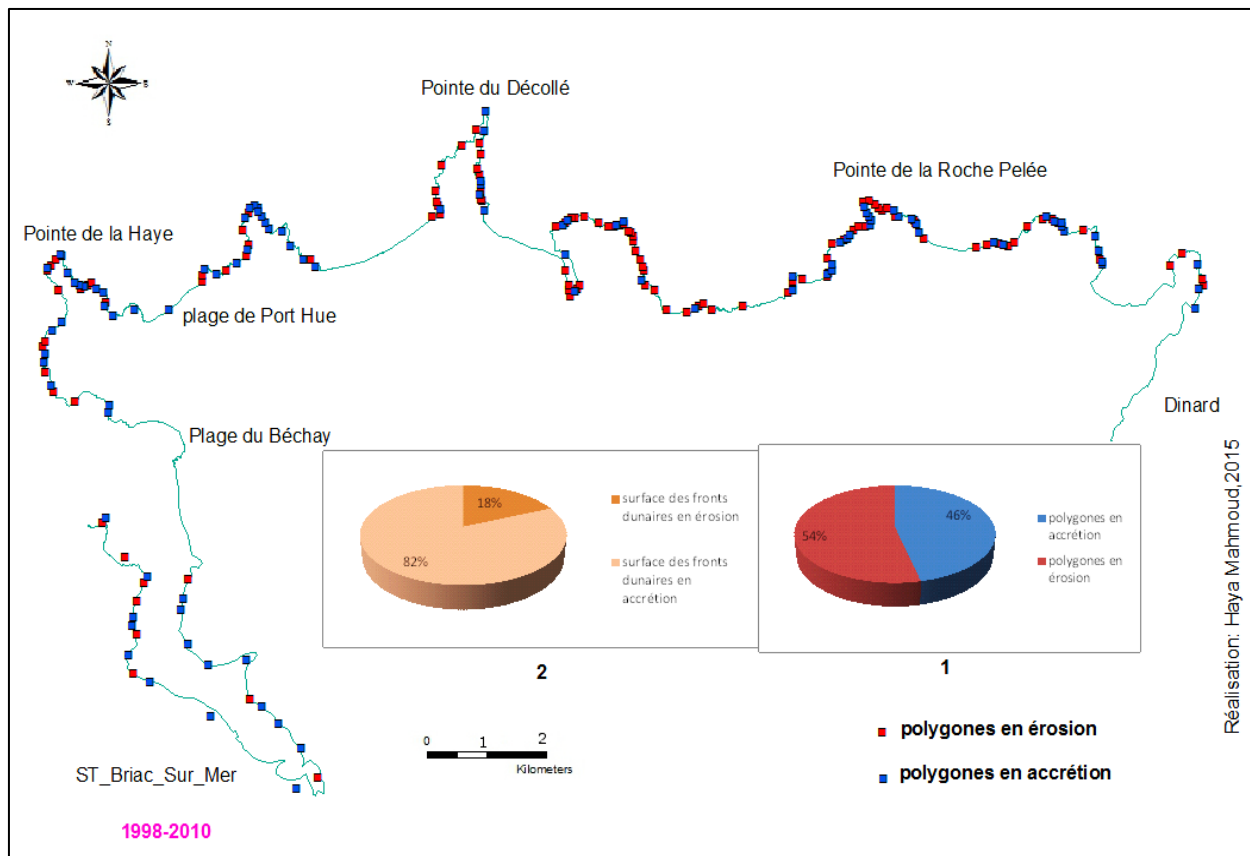 N
W
E
S
Pointe du Décollé
Pointe de la Roche Pelée
Pointe de la Haye
plage de Port Hue
Dinard
Plage du Béchay
18%
82%
surface des fronts
dunaires en érosion
surface des fronts
dunaires en
accrétion
46%
54%
polygones en
accrétion
polygones en
érosion
2
1
Réalisation: Haya Mahmoud,2015
polygones en érosion
polygones en accrétion
0 1 2
Kilometers
ST_Briac_Sur_Mer
1998-2010